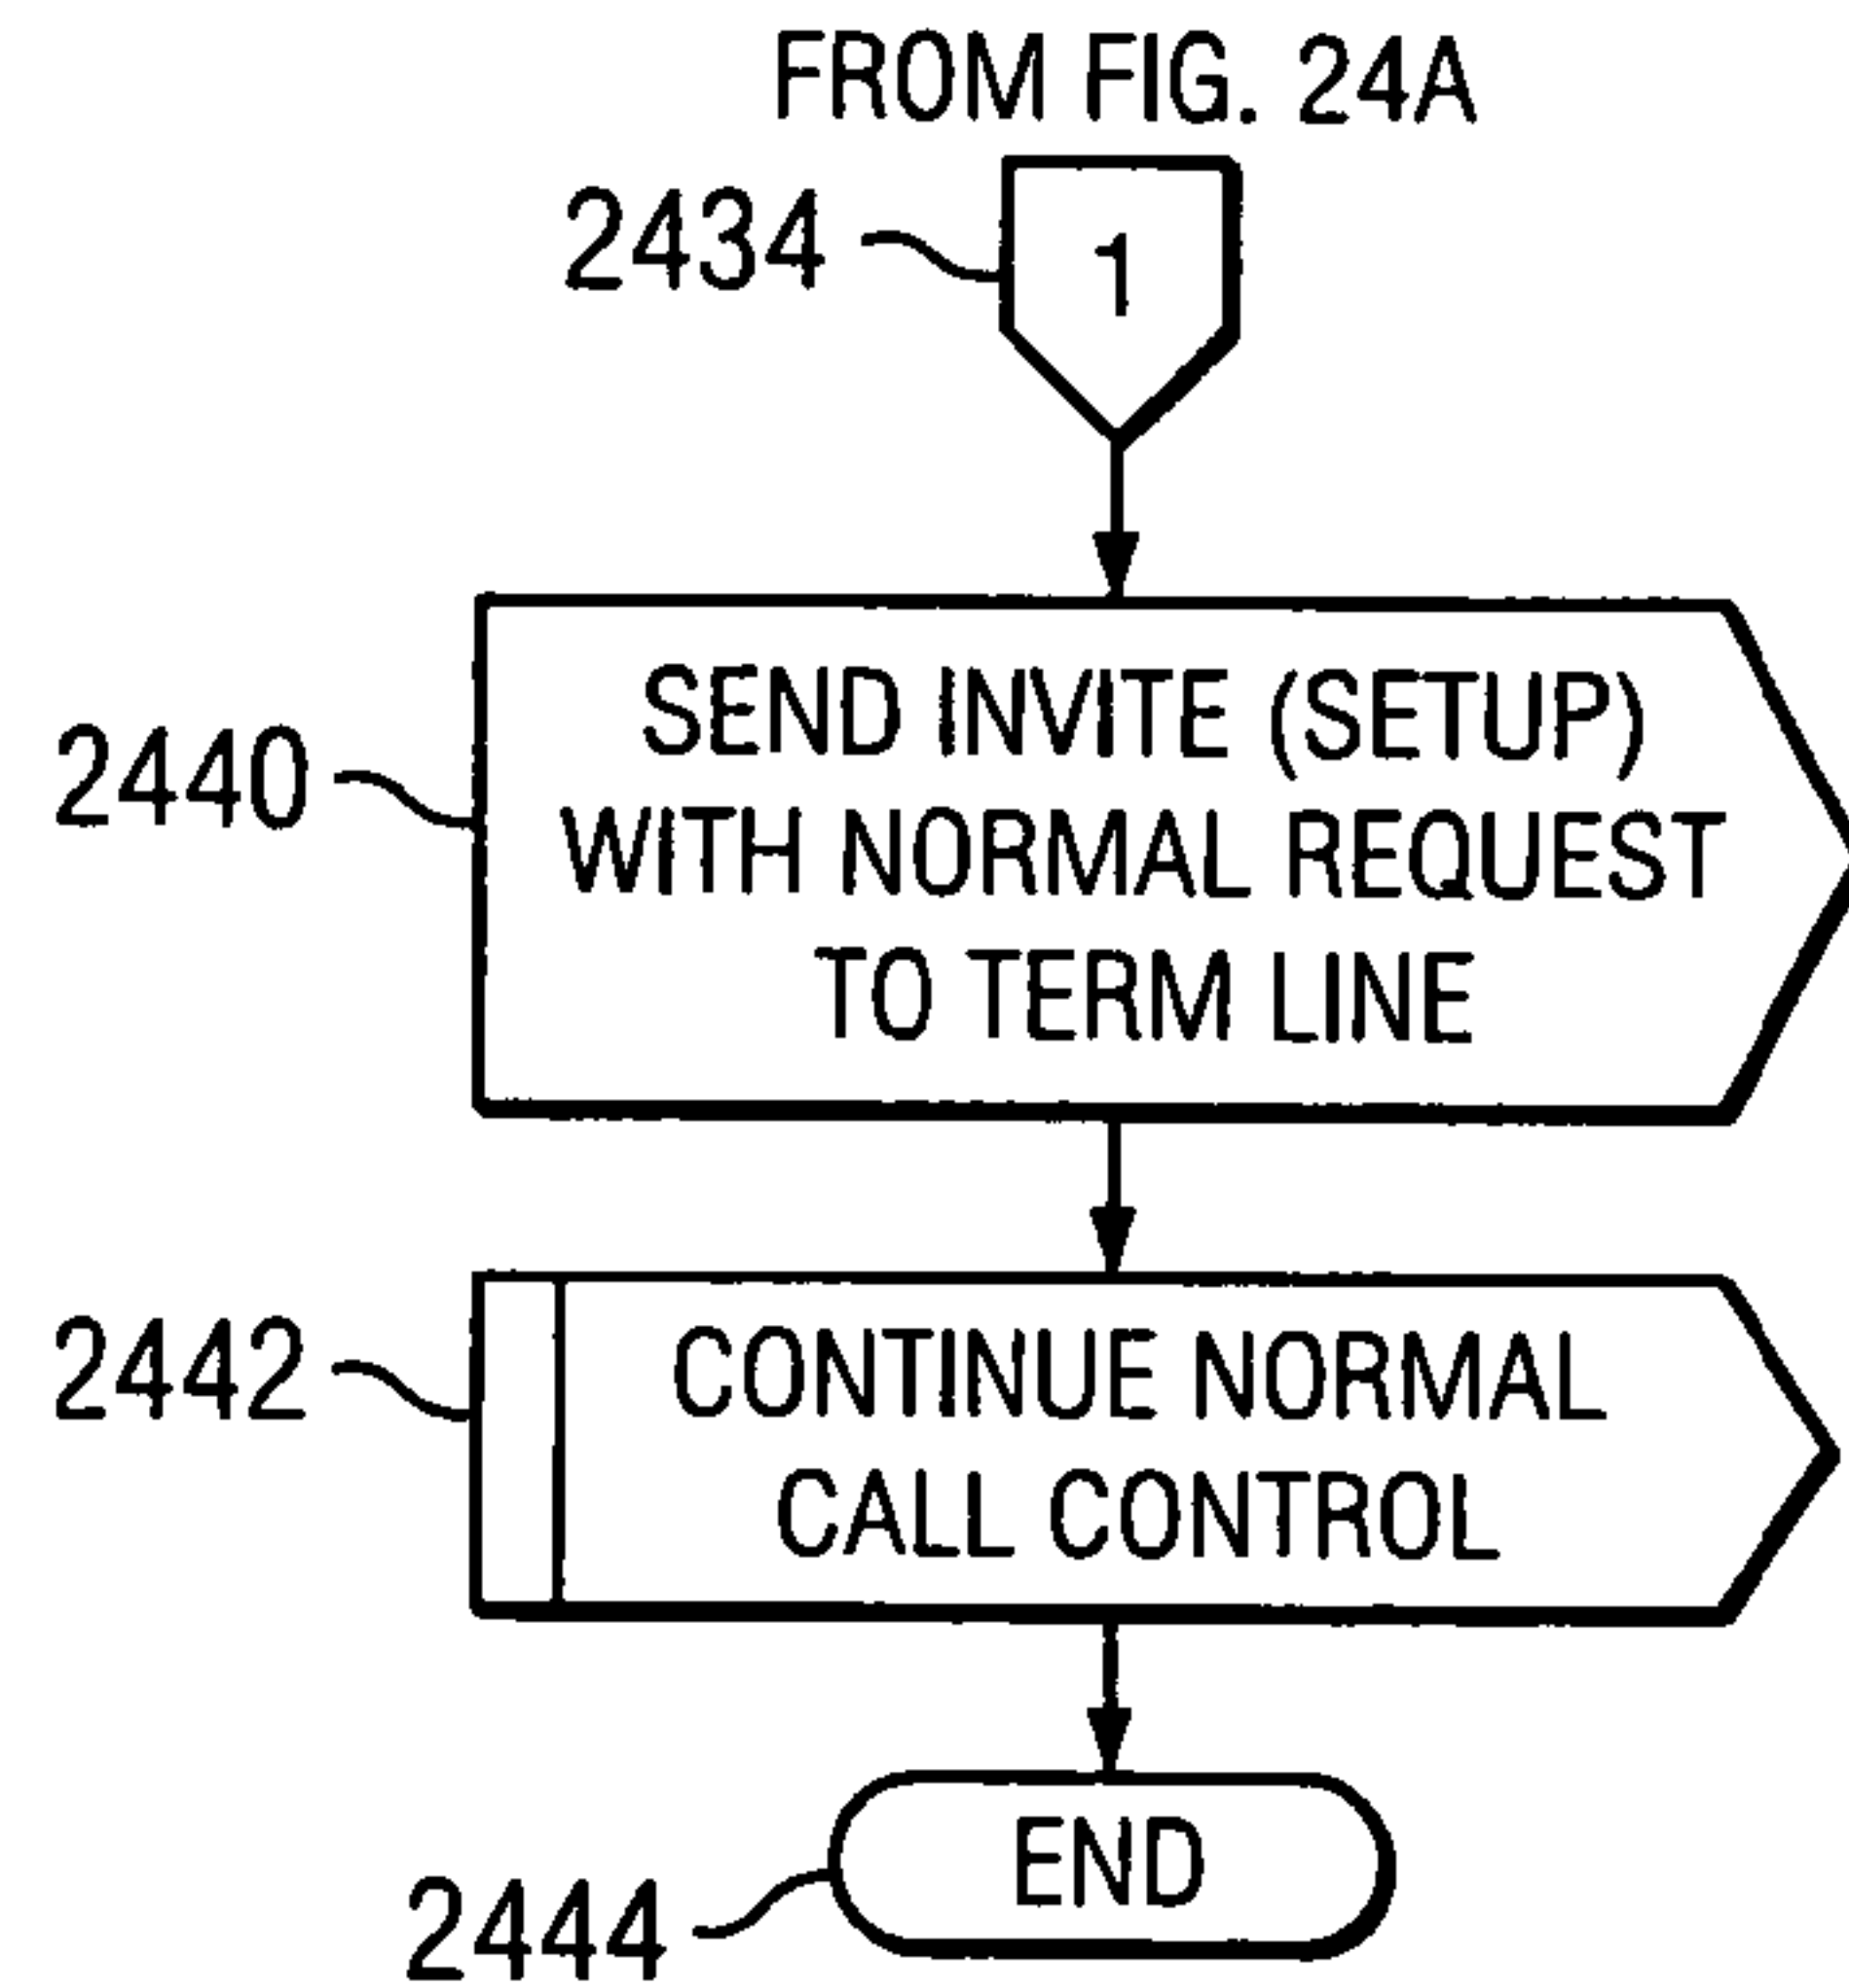 FROM FIG. 24A
2434
1
2440
SEND INVITE (SETUP)
WITH NORMAL REQUEST
TO TERM LINE
2442
CONTINUE NORMAL
CALL CONTROL
END
2444